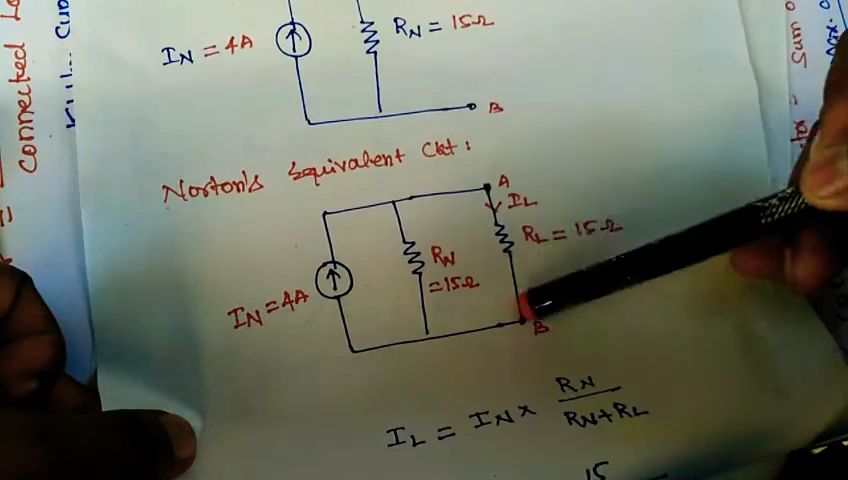 IN = 4A
RN = 15Ω
B
Norton's Equivalent Ckt:
A
IL
RL = 15Ω
RN
=15Ω
IN = 4A
B
IL = IN × RN
RN+RL
15
connected